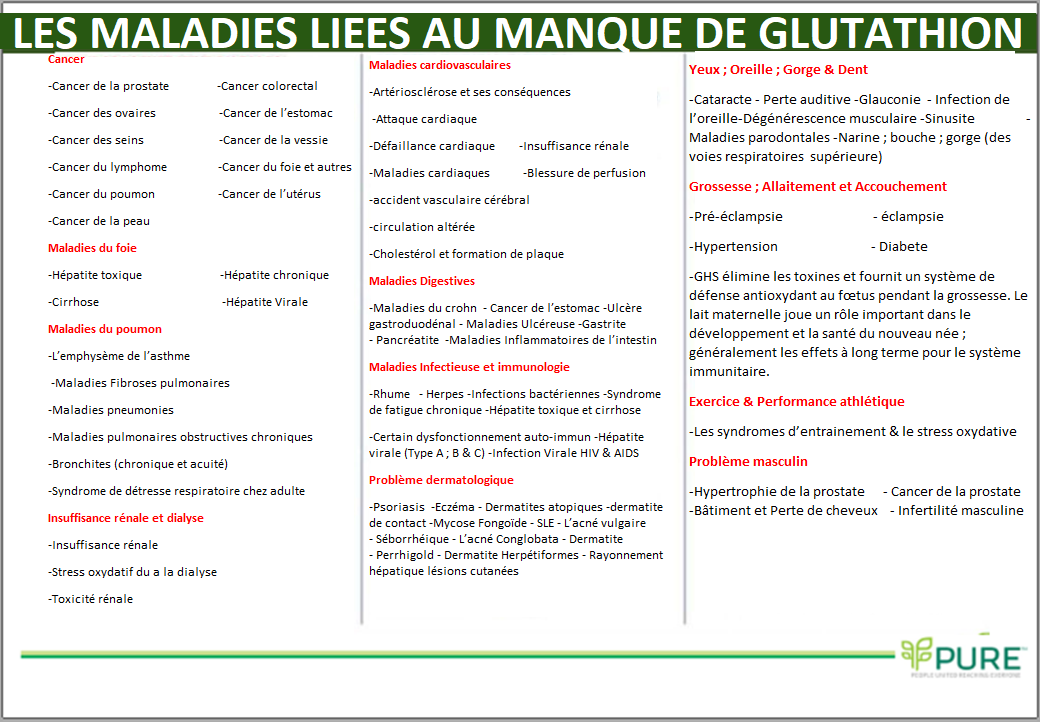 LES MALADIES LIEES AU MANQUE DE GLUTATHION
Cancer
-Cancer de la prostate -Cancer colorectal
-Cancer des ovaires -Cancer de l’estomac
-Cancer des seins -Cancer de la vessie
-Cancer du lymphome -Cancer du foie et autres
-Cancer du poumon -Cancer de l’utérus
-Cancer de la peau
Maladies du foie
-Hépatite toxique -Hépatite chronique
-Cirrhose -Hépatite Virale
Maladies du poumon
-L’emphysème de l’asthme
-Maladies Fibroses pulmonaires
-Maladies pneumonies
-Maladies pulmonaires obstructives chroniques
-Bronchites (chronique et acuité)
-Syndrome de détresse respiratoire chez adulte
Insuffisance rénale et dialyse
-Insuffisance rénale
-Stress oxydatif du a la dialyse
-Toxicité rénale
Maladies cardiovasculaires
-Artériosclérose et ses conséquences
-Attaque cardiaque
-Défaillance cardiaque -Insuffisance rénale
-Maladies cardiaques -Blessure de perfusion
-accident vasculaire cérébral
-circulation altérée
-Cholestérol et formation de plaque
Maladies Digestives
-Maladies du crohn - Cancer de l’estomac -Ulcère
gastroduodénal - Maladies Ulcéreuse -Gastrite
- Pancréatite -Maladies Inflammatoires de l’intestin
Maladies Infectieuse et immunologie
-Rhume - Herpes -Infections bactériennes -Syndrome
de fatigue chronique -Hépatite toxique et cirrhose
-Certain dysfonctionnement auto-immun -Hépatite
virale (Type A ; B & C) -Infection Virale HIV & AIDS
Problème dermatologique
-Psoriasis -Eczéma - Dermatites atopiques -dermatite
de contact -Mycose Fongoïde - SLE - L’acné vulgaire
- Séborrhéique - L’acné Conglobata - Dermatite
- Perrhigold - Dermatite Herpétiformes - Rayonnement
hépatique lésions cutanées
Yeux ; Oreille ; Gorge & Dent
-Cataracte - Perte auditive -Glauconie - Infection de
l’oreille-Dégénérescence musculaire -Sinusite -
Maladies parodontales -Narine ; bouche ; gorge (des
voies respiratoires supérieure)
Grossesse ; Allaitement et Accouchement
-Pré-éclampsie - éclampsie
-Hypertension - Diabete
-GHS élimine les toxines et fournit un système de
défense antioxydant au fœtus pendant la grossesse. Le
lait maternelle joue un rôle important dans le
développement et la santé du nouveau née ;
généralement les effets à long terme pour le système
immunitaire.
Exercice & Performance athlétique
-Les syndromes d’entrainement & le stress oxydative
Problème masculin
-Hypertrophie de la prostate - Cancer de la prostate
-Bâtiment et Perte de cheveux - Infertilité masculine
PURE
PEOPLE UNITED REACHING EVERYONE